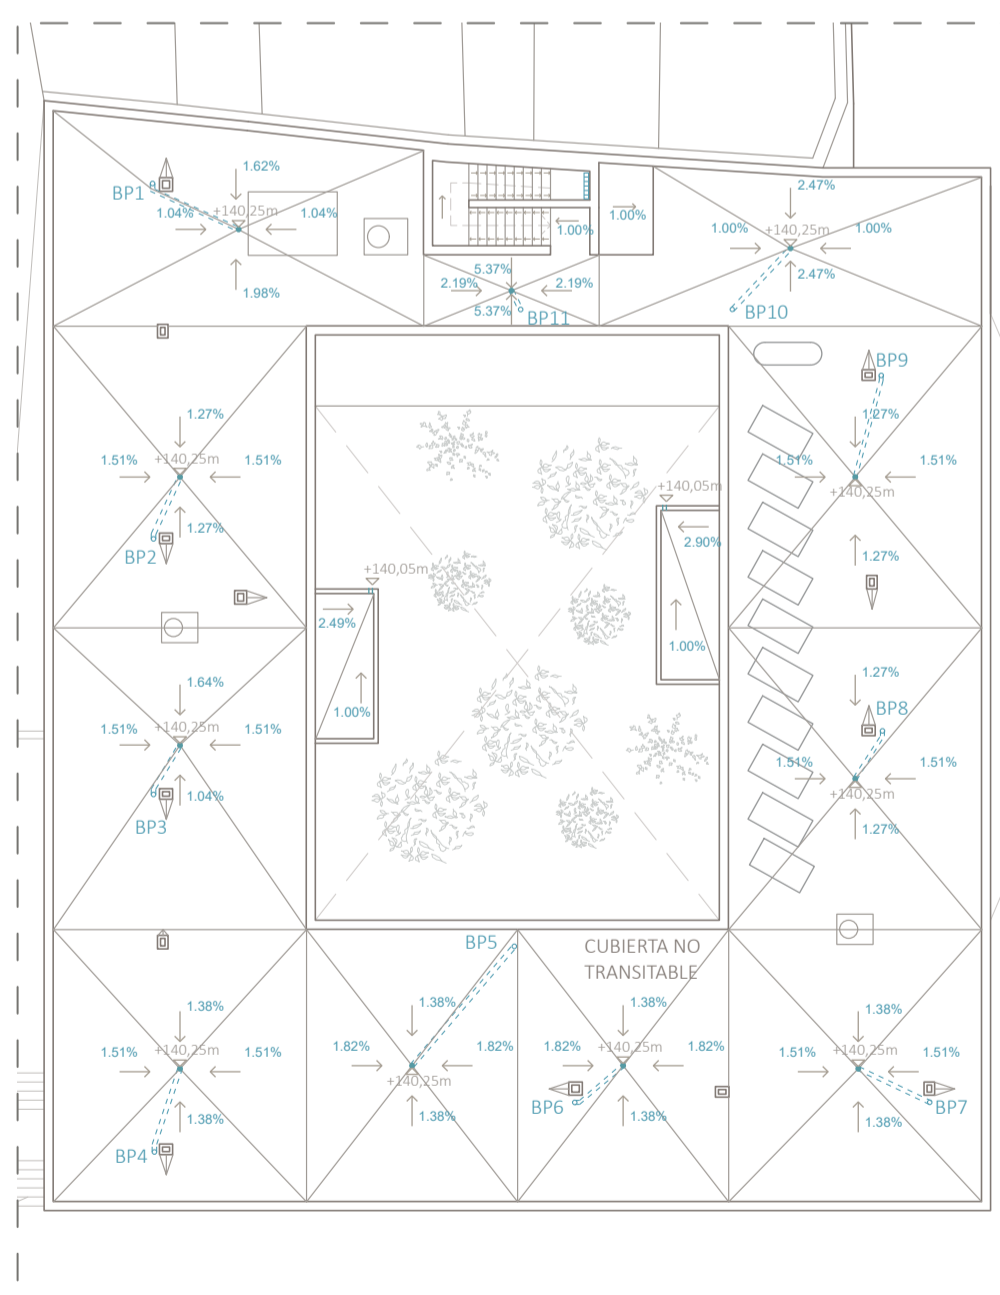 1.62%
2.47%
BP1
1.04%
+140,25m
1.04%
1.00%
1.00%
1.00%
+140,25m
1.00%
1.98%
5.37%
2.19%
2.19%
5.37%
BP11
2.47%
BP10
BP9
1.27%
1.27%
1.51%
+140,25m
1.51%
1.51%
1.51%
+140,25m
+140,05m
1.27%
BP2
2.90%
1.27%
+140,05m
2.49%
1.00%
1.00%
1.64%
1.27%
BP8
1.51%
+140,25m
1.51%
1.51%
1.51%
+140,25m
1.04%
BP3
1.27%
BP5
CUBIERTA NO
TRANSITABLE
1.38%
1.38%
1.38%
1.38%
1.51%
+140,25m
1.51%
1.82%
1.82%
+140,25m
1.82%
+140,25m
1.82%
1.51%
+140,25m
1.51%
1.38%
1.38%
1.38%
1.38%
BP4
BP6
BP7